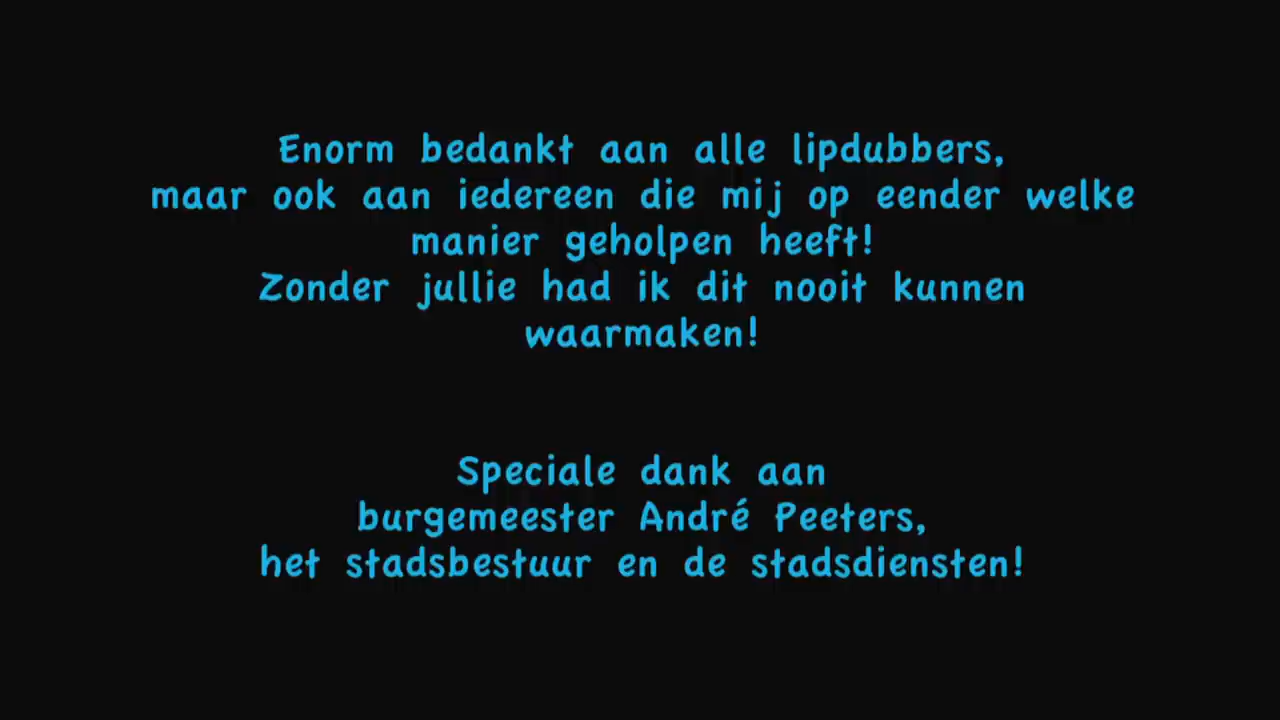 Enorm bedankt aan alle lipdubbers,
maar ook aan iedereen die mij op eender welke
manier geholpen heeft!
Zonder jullie had ik dit nooit kunnen
waarmaken!
Speciale dank aan
burgemeester André Peeters,
het stadsbestuur en de stadsdiensten!